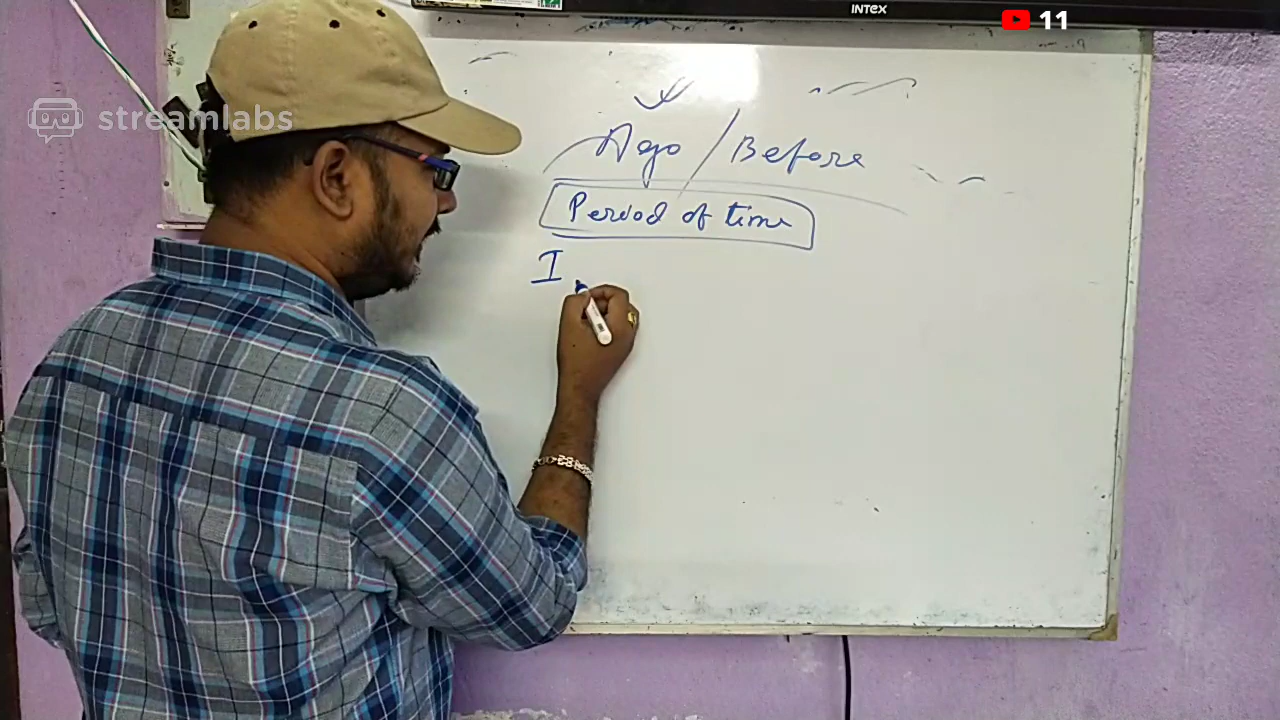 INTEX
11
streamlabs
Ago / Before
Period of time
I